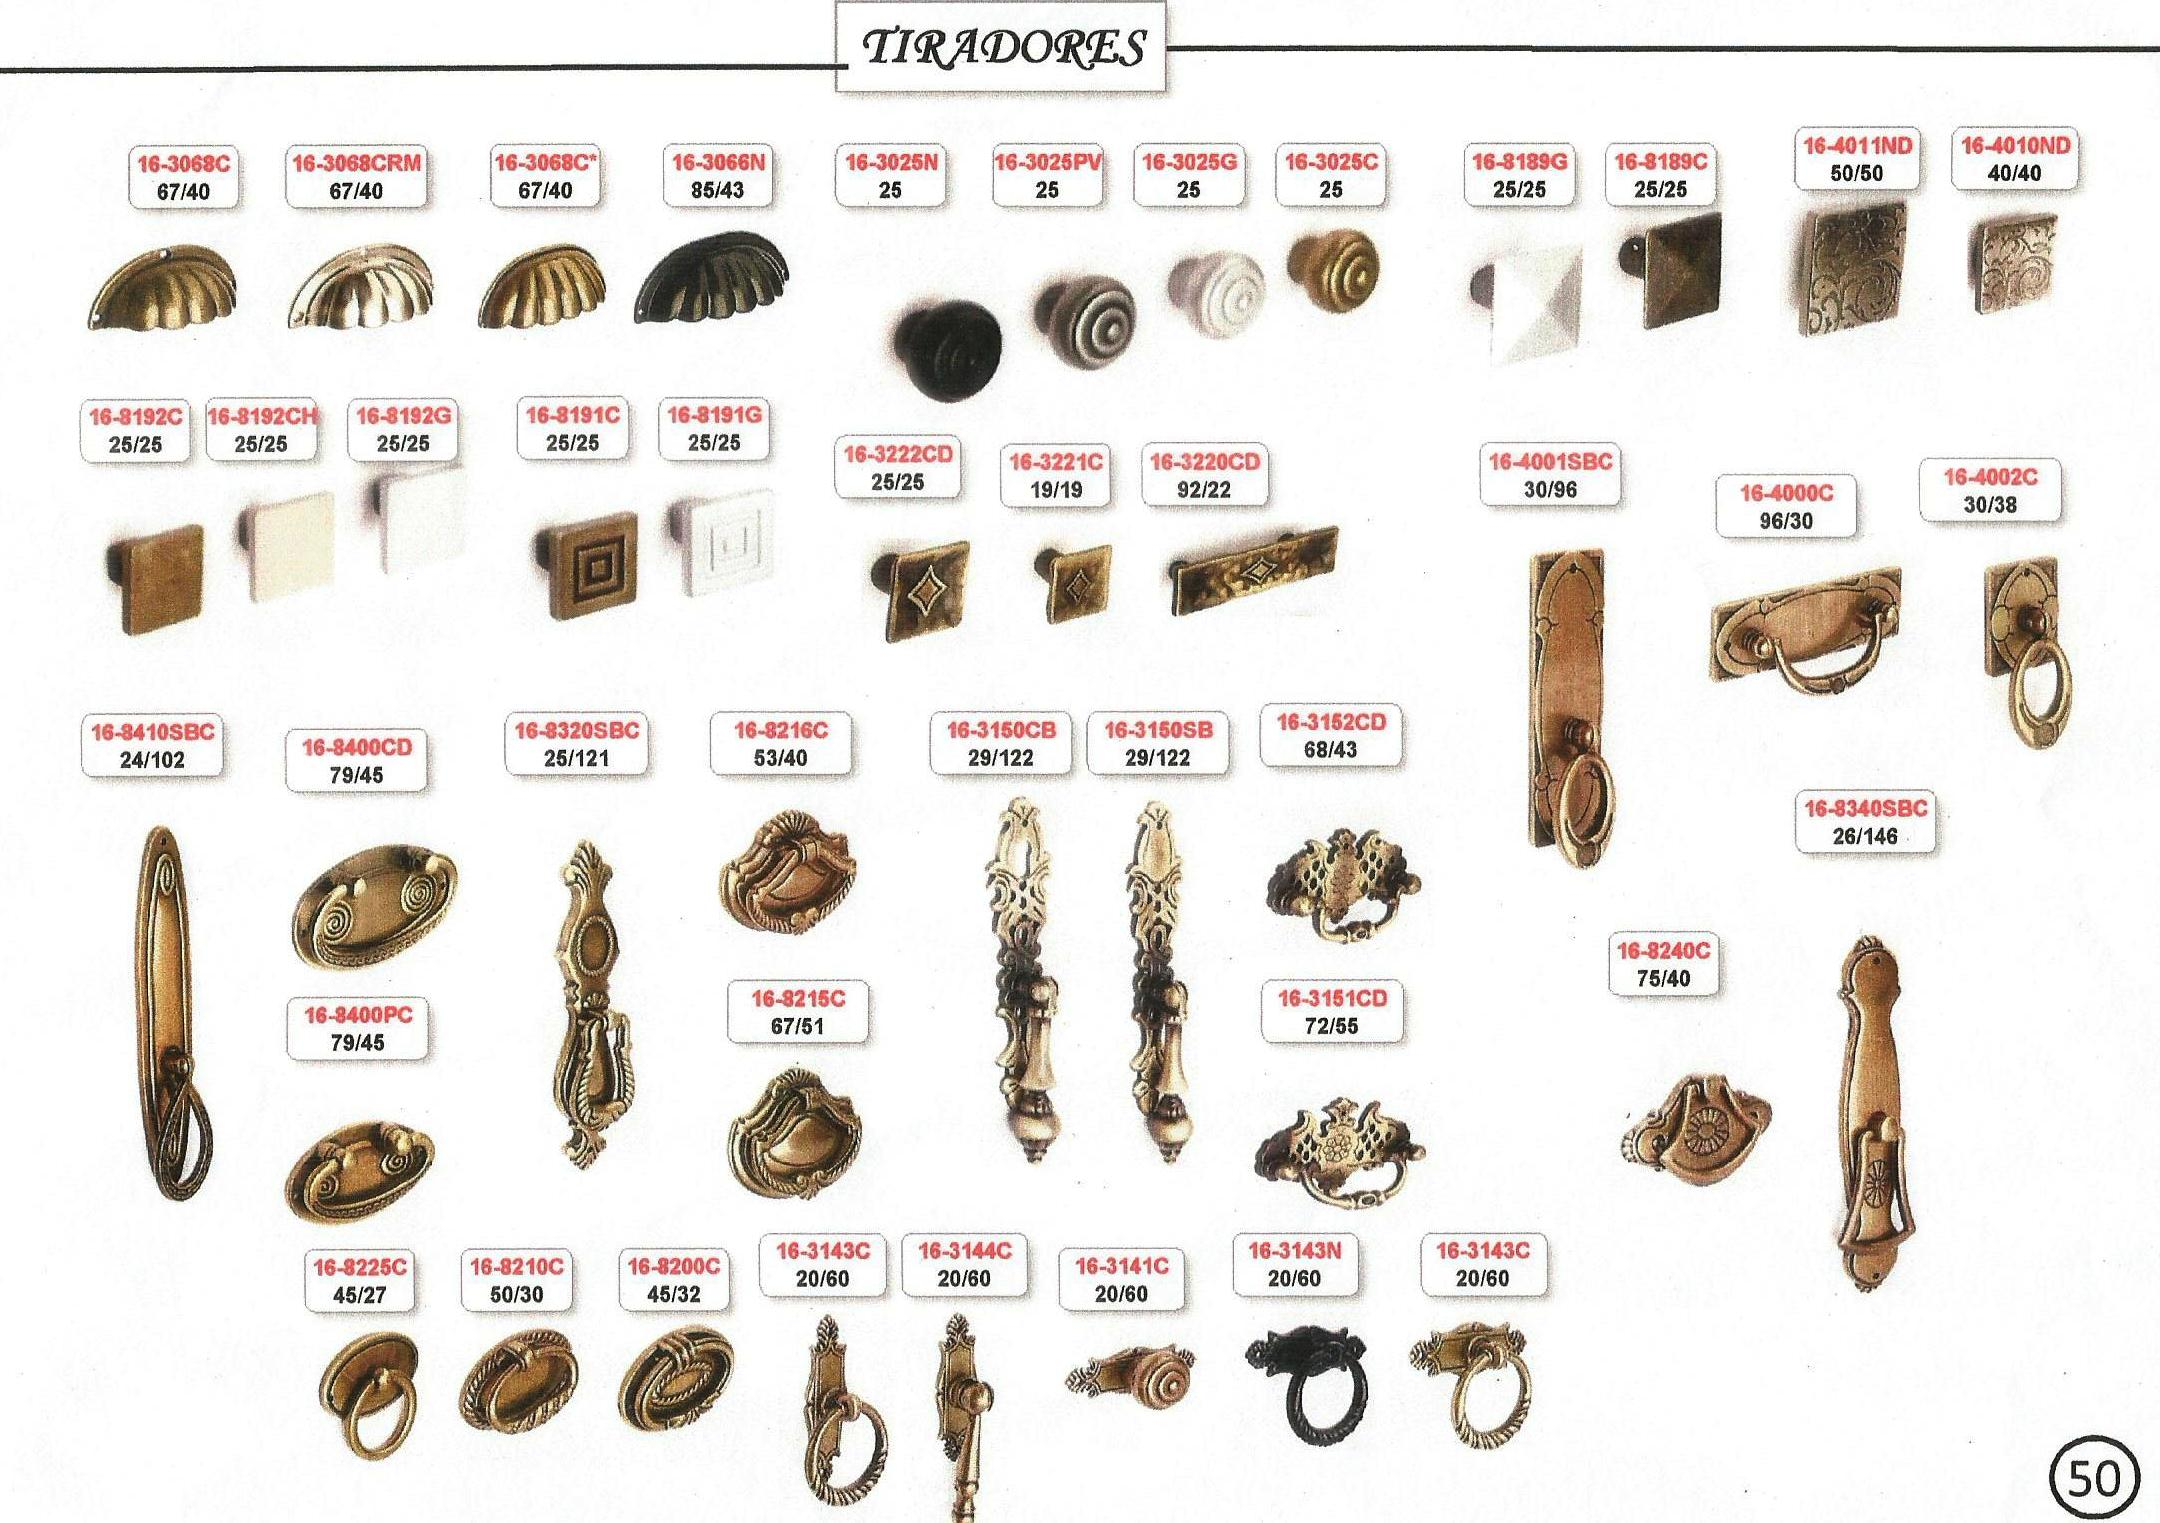 TIRADORES
16-3068C
67/40
16-3068CRM
67/40
16-3068C*
67/40
16-3066N
85/43
16-3025N
25
16-3025PV
25
16-3025G
25
16-3025C
25
16-8189G
25/25
16-8189C
25/25
16-4011ND
50/50
16-4010ND
40/40
16-8192C
25/25
16-8192CH
25/25
16-8192G
25/25
16-8191C
25/25
16-8191G
25/25
16-3222CD
25/25
16-3221C
19/19
16-3220CD
92/22
16-4001SBC
30/96
16-4000C
96/30
16-4002C
30/38
16-8410SBC
24/102
16-8400CD
79/45
16-8320SBC
25/121
16-8216C
53/40
16-3150CB
29/122
16-3150SB
29/122
16-3152CD
68/43
16-8340SBC
26/146
16-8240C
75/40
16-8400PC
79/45
16-8215C
67/51
16-3151CD
72/55
16-8225C
45/27
16-8210C
50/30
16-8200C
45/32
16-3143C
20/60
16-3144C
20/60
16-3141C
20/60
16-3143N
20/60
16-3143C
20/60
50